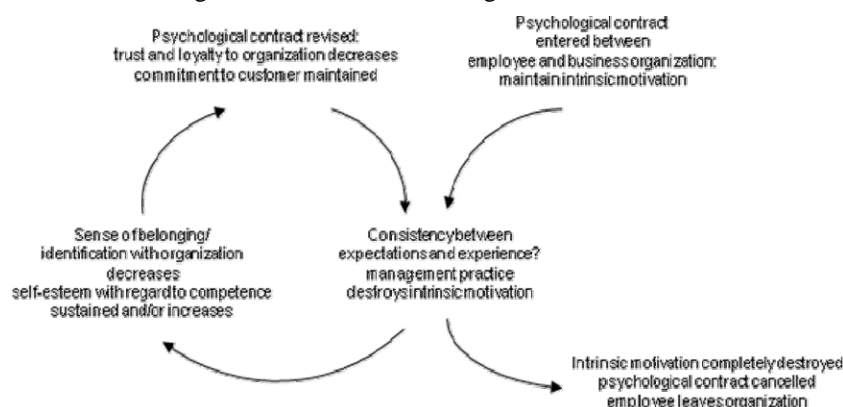 Psychological contract revised:
trust and loyalty to organization decreases
commitment to customer maintained
Psychological contract
entered between
employee and business organization:
maintain intrinsic motivation
Sense of belonging/
identification with organization
decreases
self-esteem with regard to competence
sustained and/or increases
Consistency between
expectations and experience?
management practice
destroys intrinsic motivation
Intrinsic motivation completely destroyed
psychological contract cancelled
employee leaves organization